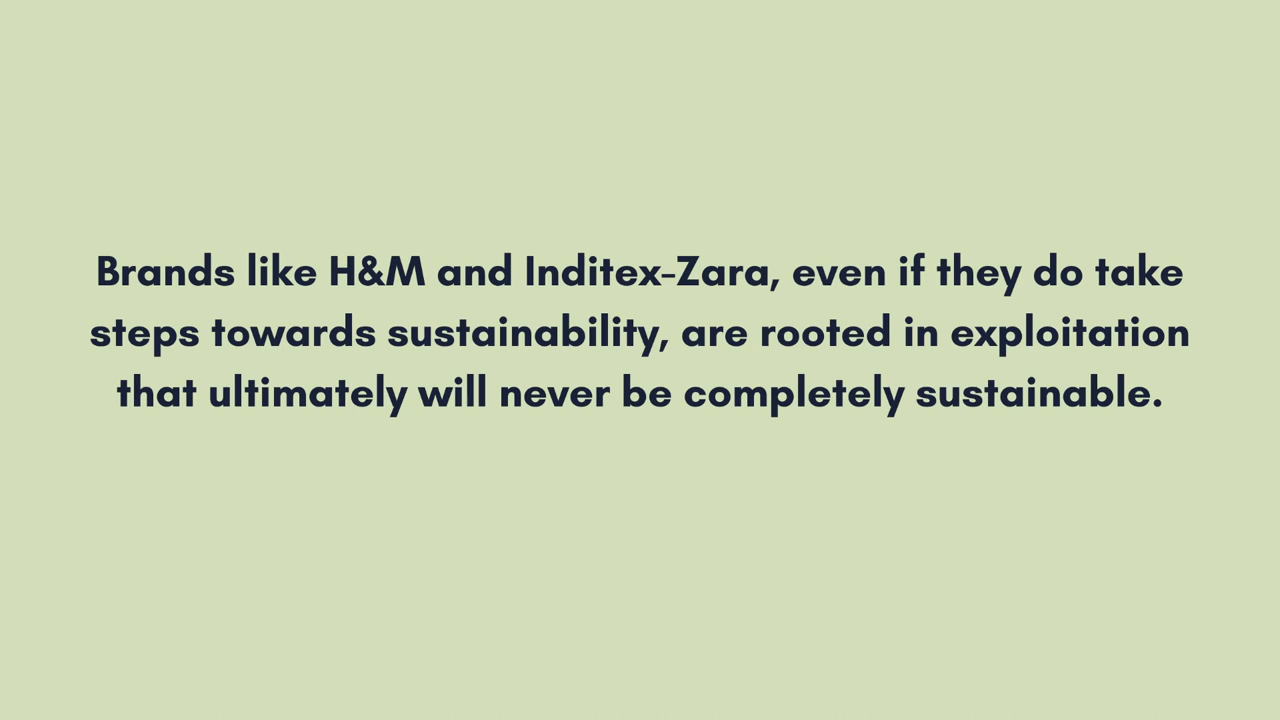 Brands like H&M and Inditex-Zara, even if they do take
steps towards sustainability, are rooted in exploitation
that ultimately will never be completely sustainable.